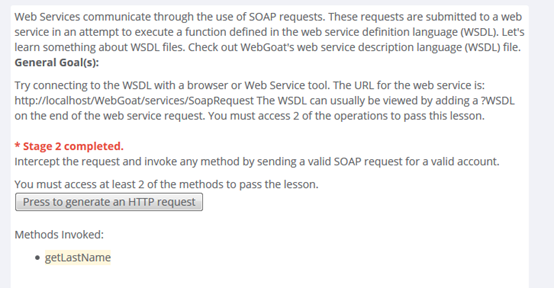 Web Services communicate through the use of SOAP requests. These requests are submitted to a web
service in an attempt to execute a function defined in the web service definition language (WSDL). Let's
learn something about WSDL files. Check out WebGoat's web service description language (WSDL) file.
General Goal(s):
Try connecting to the WSDL with a browser or Web Service tool. The URL for the web service is:
http://localhost/WebGoat/services/SoapRequest The WSDL can usually be viewed by adding a ?WSDL
on the end of the web service request. You must access 2 of the operations to pass this lesson.
* Stage 2 completed.
Intercept the request and invoke any method by sending a valid SOAP request for a valid account.
You must access at least 2 of the methods to pass the lesson.
Press to generate an HTTP request
Methods Invoked:
• getLastName